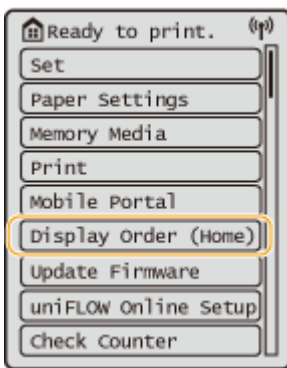 Ready to print.
Set
Paper Settings
Memory Media
Print
Mobile Portal
Display Order (Home)
Update Firmware
uniFLOW Online Setup
Check Counter